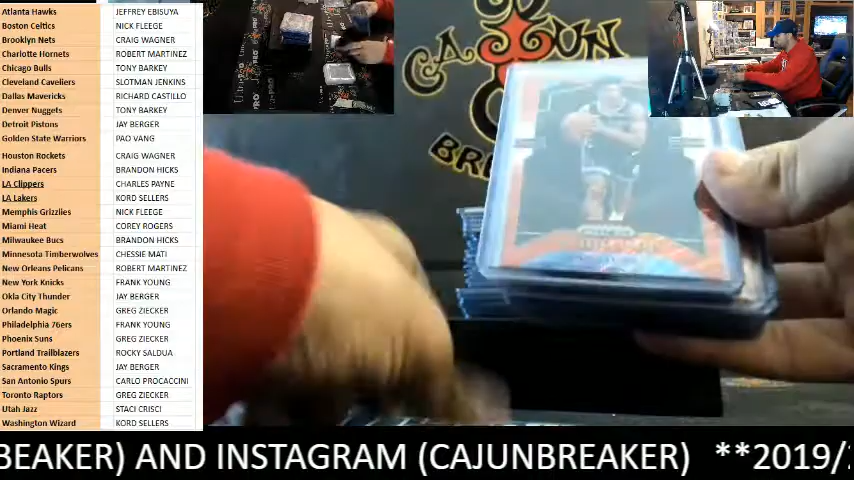 Atlanta Hawks JEFFREY EBISUYA
Boston Celtics NICK FLEEGE
Brooklyn Nets CRAIG WAGNER
Charlotte Hornets ROBERT MARTINEZ
Chicago Bulls TONY BARKEY
Cleveland Cavaliers SLOTMAN JENKINS
Dallas Mavericks RICHARD CASTILLO
Denver Nuggets TONY BARKEY
Detroit Pistons JAY BERGER
Golden State Warriors PAO VANG
Houston Rockets CRAIG WAGNER
Indiana Pacers BRANDON HICKS
LA Clippers CHARLES PAYNE
LA Lakers KORD SELLERS
Memphis Grizzlies NICK FLEEGE
Miami Heat COREY ROGERS
Milwaukee Bucs BRANDON HICKS
Minnesota Timberwolves CHESSIE MATI
New Orleans Pelicans ROBERT MARTINEZ
New York Knicks FRANK YOUNG
Okla City Thunder JAY BERGER
Orlando Magic GREG ZIECKER
Philadelphia 76ers FRANK YOUNG
Phoenix Suns GREG ZIECKER
Portland Trailblazers ROCKY SALDUA
Sacramento Kings JAY BERGER
San Antonio Spurs CARLO PROCACCINI
Toronto Raptors GREG ZIECKER
Utah Jazz STACI CRISCI
Washington Wizard KORD SELLERS
CAJUN
BR
BEAKER) AND INSTAGRAM (CAJUNBREAKER) **2019/